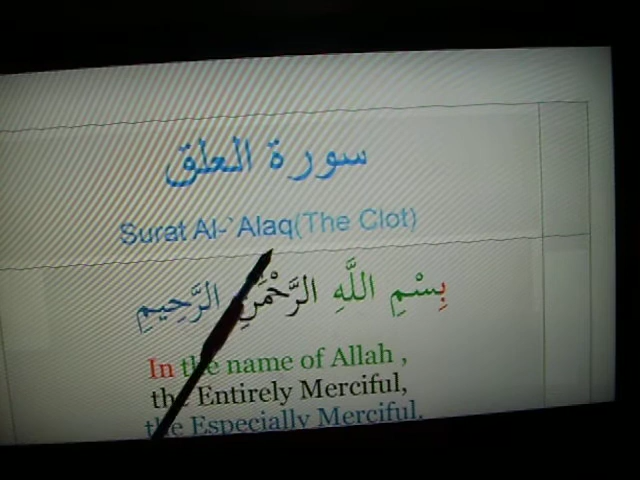 سورة العلق
Surat Al-`Alaq(The Clot)
بِسْمِ اللَّهِ الرَّحْمَٰنِ الرَّحِيمِ
In the name of Allah ,
the Entirely Merciful,
the Especially Merciful.